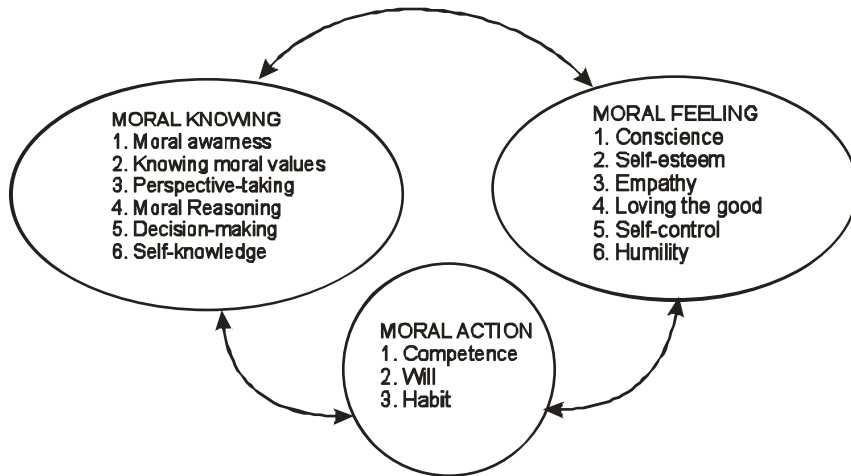 MORAL KNOWING
1. Moral awarness
2. Knowing moral values
3. Perspective-taking
4. Moral Reasoning
5. Decision-making
6. Self-knowledge
MORAL FEELING
1. Conscience
2. Self-esteem
3. Empathy
4. Loving the good
5. Self-control
6. Humility
MORAL ACTION
1. Competence
2. Will
3. Habit